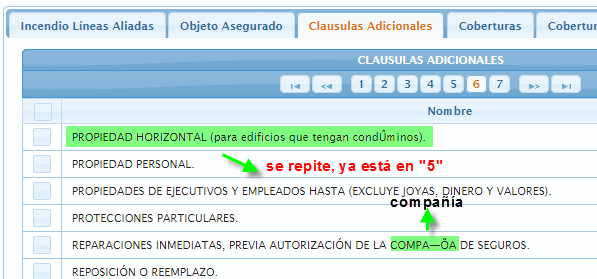 Incendio Líneas Aliadas Objeto Asegurado Clausulas Adicionales Coberturas Cobertur
CLAUSULAS ADICIONALES
1 2 3 4 5 6 7
Nombre
PROPIEDAD HORIZONTAL (para edificios que tengan condÚminos).
PROPIEDAD PERSONAL.
se repite, ya está en "5"
PROPIEDADES DE EJECUTIVOS Y EMPLEADOS HASTA (EXCLUYE JOYAS, DINERO Y VALORES).
compañía
PROTECCIONES PARTICULARES.
REPARACIONES INMEDIATAS, PREVIA AUTORIZACIÓN DE LA COMPA—ÕA DE SEGUROS.
REPOSICIÓN O REEMPLAZO.